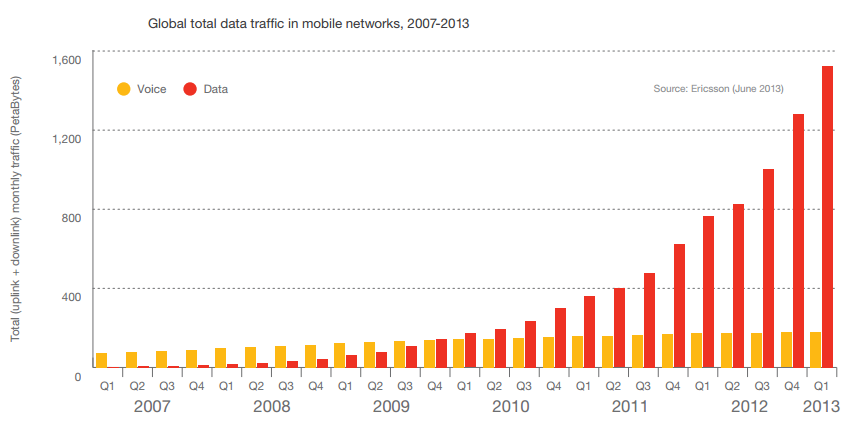 Global total data traffic in mobile networks, 2007-2013
Total (uplink + downlink) monthly traffic (PetaBytes)
1,600
1,200
800
400
0
Voice Data
Source: Ericsson (June 2013)
Q1 Q2 Q3 Q4 Q1 Q2 Q3 Q4 Q1 Q2 Q3 Q4 Q1 Q2 Q3 Q4 Q1 Q2 Q3 Q4 Q1 Q2 Q3 Q4 Q1
2007 2008 2009 2010 2011 2012 2013